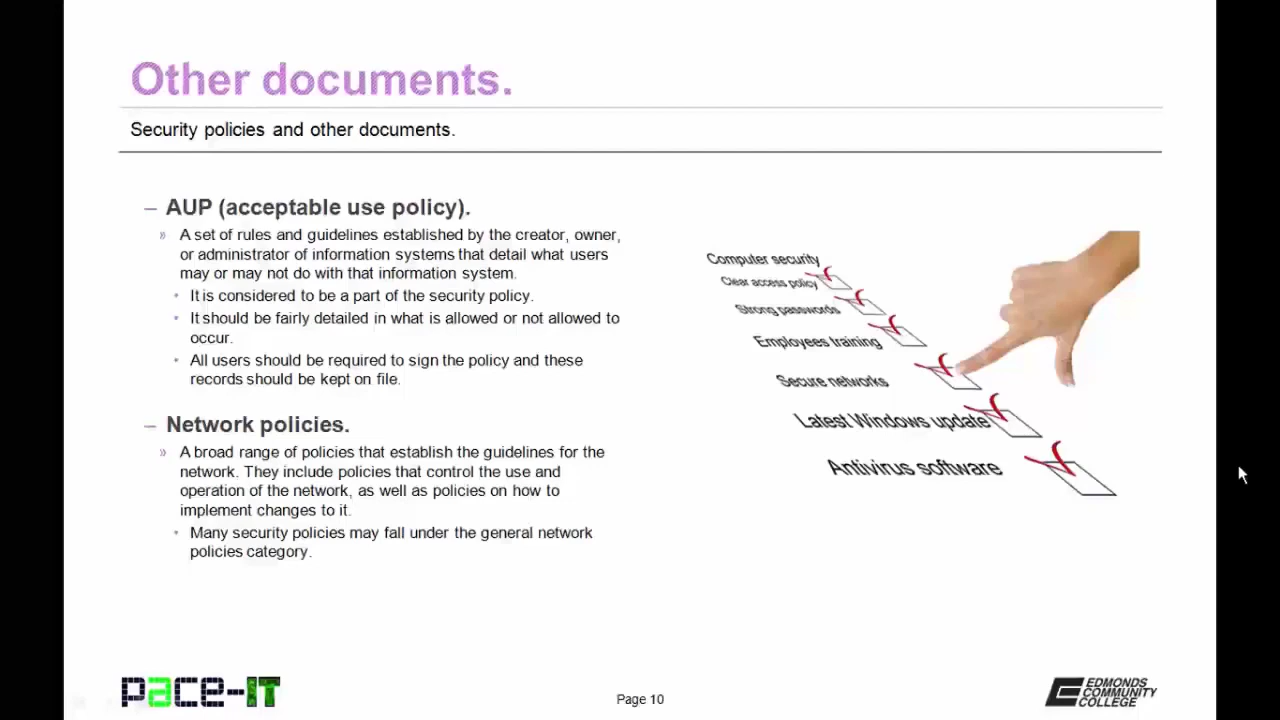 Other documents.
Security policies and other documents.
– AUP (acceptable use policy).
» A set of rules and guidelines established by the creator, owner,
or administrator of information systems that detail what users
may or may not do with that information system.
• It is considered to be a part of the security policy.
• It should be fairly detailed in what is allowed or not allowed to
occur.
• All users should be required to sign the policy and these
records should be kept on file.
– Network policies.
» A broad range of policies that establish the guidelines for the
network. They include policies that control the use and
operation of the network, as well as policies on how to
implement changes to it.
• Many security policies may fall under the general network
policies category.
Computer security
Clear access policy
Strong passwords
Employees training
Secure networks
Latest Windows update
Antivirus software
pace-IT
Page 10
EDMONDS
COMMUNITY
COLLEGE